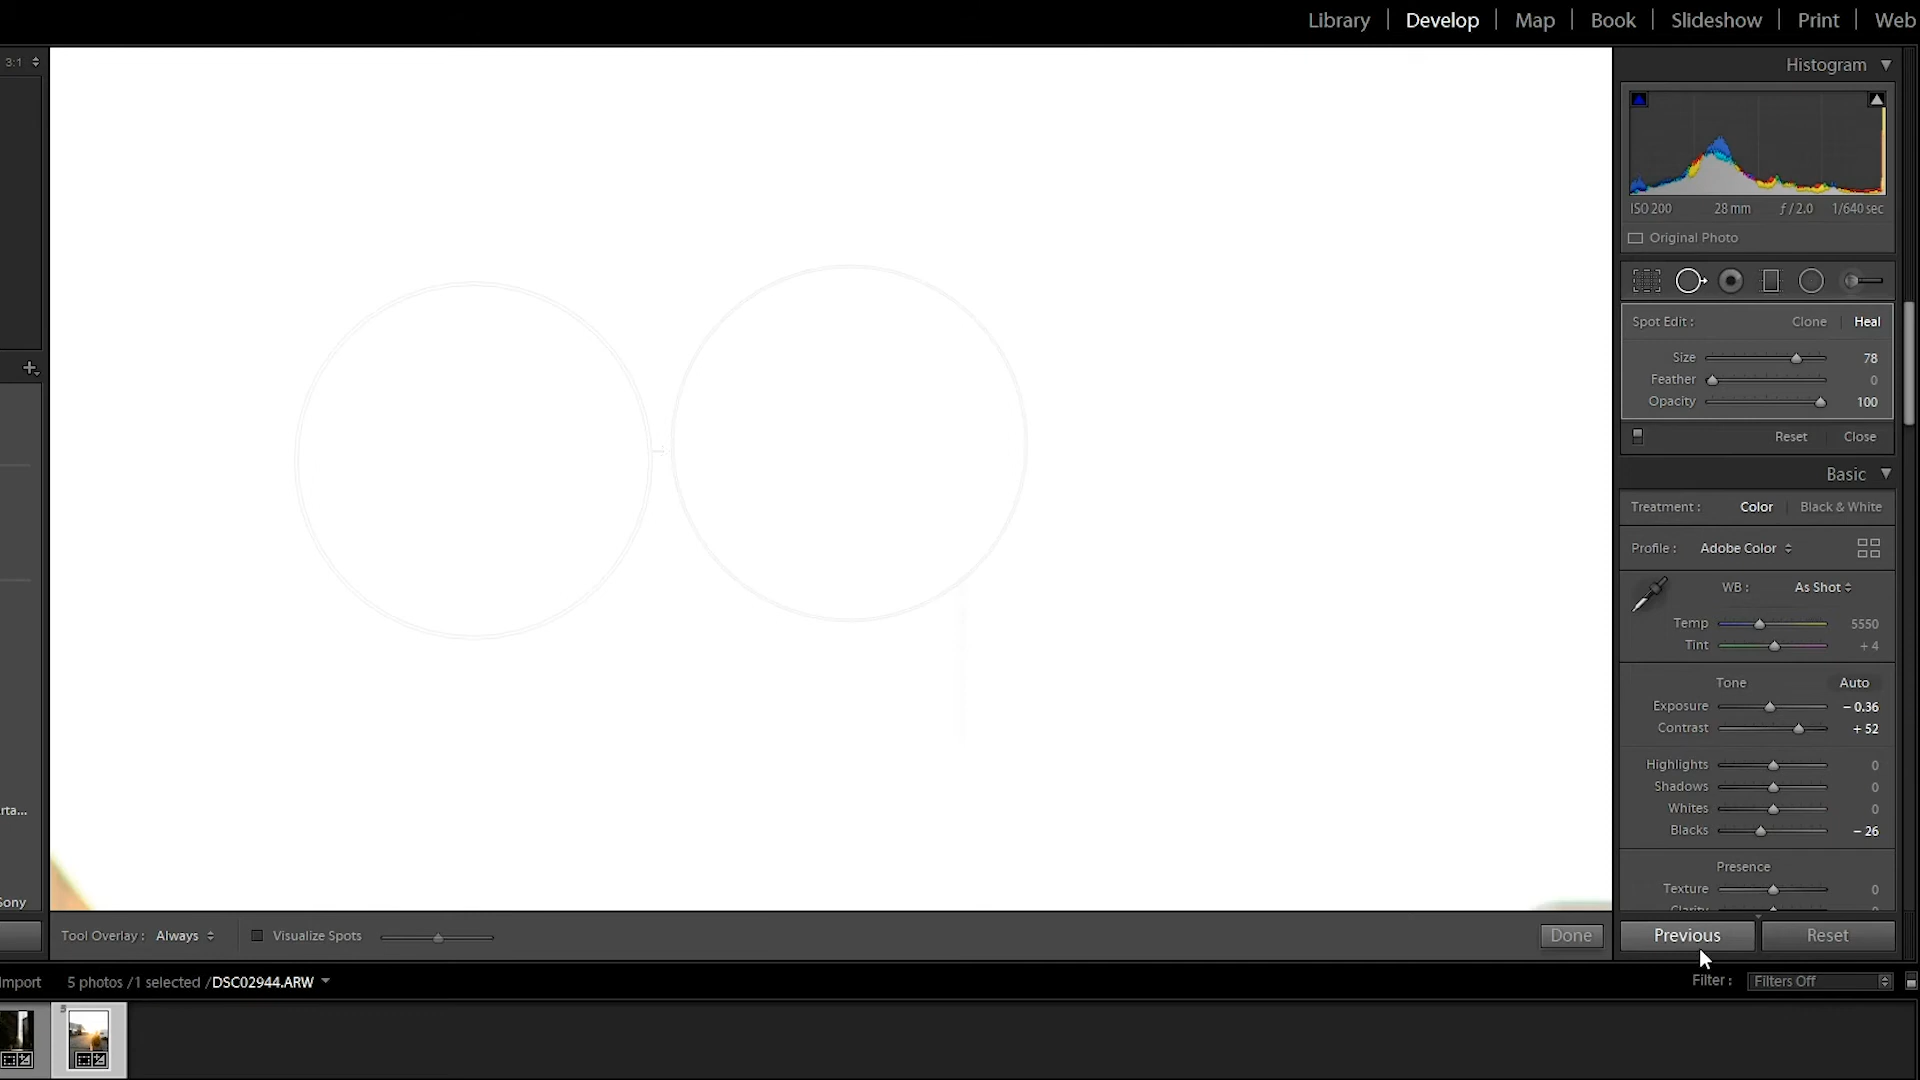 Library | Develop | Map | Book | Slideshow | Print | Web
3:1
Histogram
ISO 200 28 mm ƒ / 2.0 1/640 sec
Original Photo
Spot Edit : Clone | Heal
Size 78
Feather 0
Opacity 100
Reset Close
Basic
Treatment : Color | Black & White
Profile : Adobe Color
WB : As Shot
Temp 5550
Tint + 4
Tone Auto
Exposure − 0.36
Contrast + 52
Highlights 0
Shadows 0
Whites 0
Blacks − 26
Presence
Texture 0
Clarity 0
rta...
Sony
Tool Overlay : Always Visualize Spots Done
Previous Reset
Import 5 photos / 1 selected / DSC02944.ARW Filter : Filters Off
5